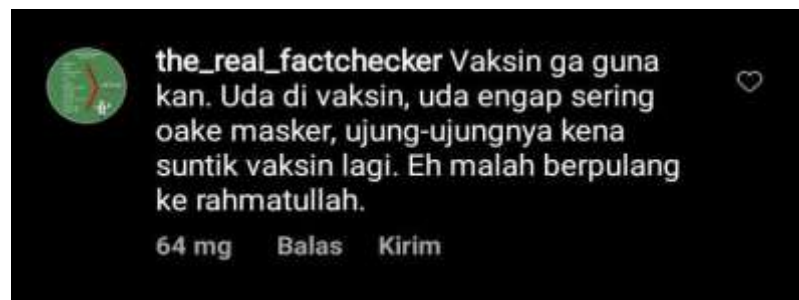 the_real_factchecker Vaksin ga guna
kan. Uda di vaksin, uda engap sering
oake masker, ujung-ujungnya kena
suntik vaksin lagi. Eh malah berpulang
ke rahmatullah.
64 mg Balas Kirim